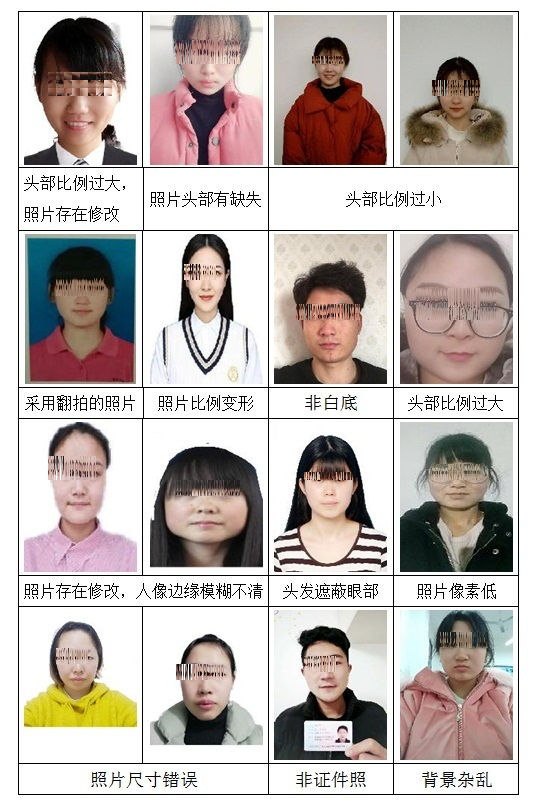 头部比例过大，
照片存在修改
照片头部有缺失
头部比例过小
采用翻拍的照片
照片比例变形
非白底
头部比例过大
照片存在修改，人像边缘模糊不清
头发遮蔽眼部
照片像素低
照片尺寸错误
非证件照
背景杂乱